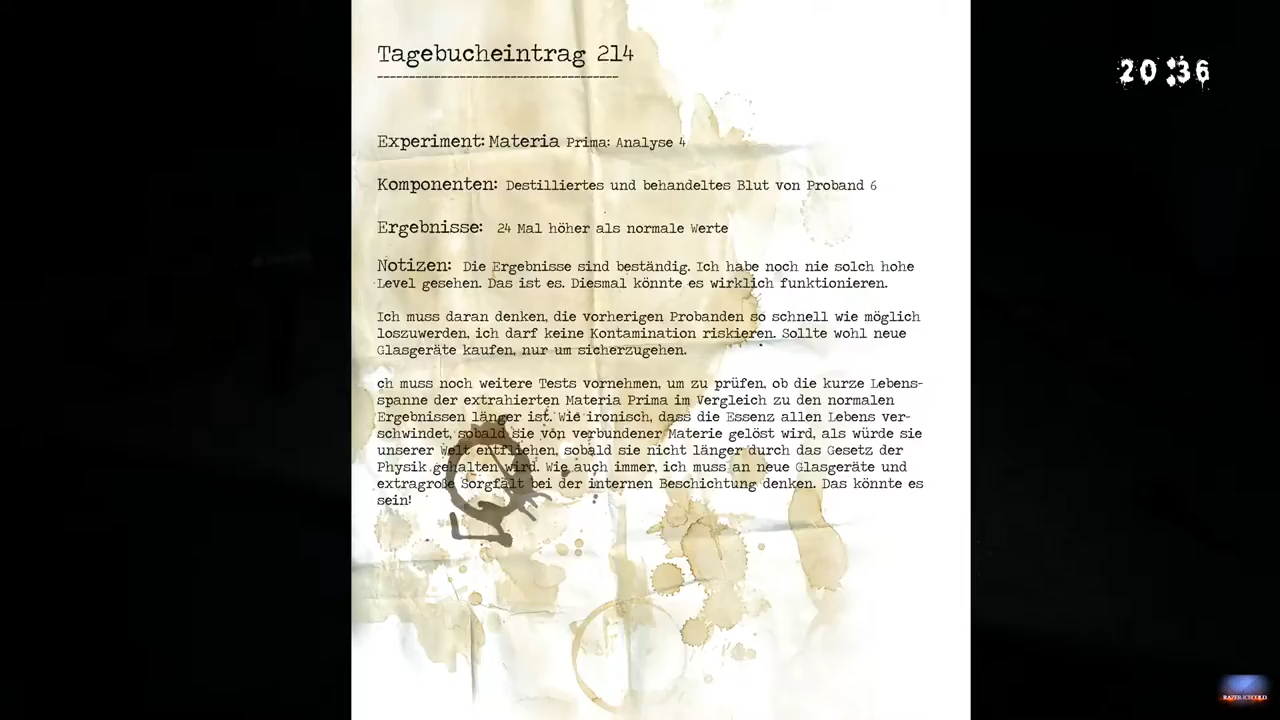 Tagebucheintrag 214
20:36
Experiment: Materia Prima: Analyse 4
Komponenten: Destilliertes und behandeltes Blut von Proband 6
Ergebnisse: 24 Mal höher als normale Werte
Notizen: Die Ergebnisse sind beständig. Ich habe noch nie solch hohe
Level gesehen. Das ist es. Diesmal könnte es wirklich funktionieren.
Ich muss daran denken, die vorherigen Probanden so schnell wie möglich
loszuwerden, ich darf keine Kontamination riskieren. Sollte wohl neue
Glasgeräte kaufen, nur um sicherzugehen.
ch muss noch weitere Tests vornehmen, um zu prüfen, ob die kurze Lebens-
spanne der extrahierten Materia Prima im Vergleich zu den normalen
Ergebnissen länger ist. Wie ironisch, dass die Essenz allen Lebens ver-
schwindet, sobald sie von verbundener Materie gelöst wird, als würde sie
unserer Welt entfliehen, sobald sie nicht länger durch das Gesetz der
Physik gehalten wird. Wie auch immer, ich muss an neue Glasgeräte und
extragroße Sorgfalt bei der internen Beschichtung denken. Das könnte es
sein!